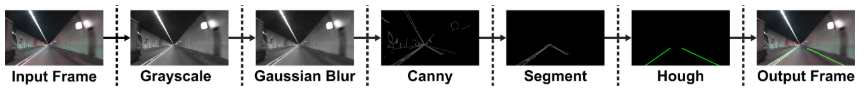 Input Frame
Grayscale
Gaussian Blur
Canny
Segment
Hough
Output Frame